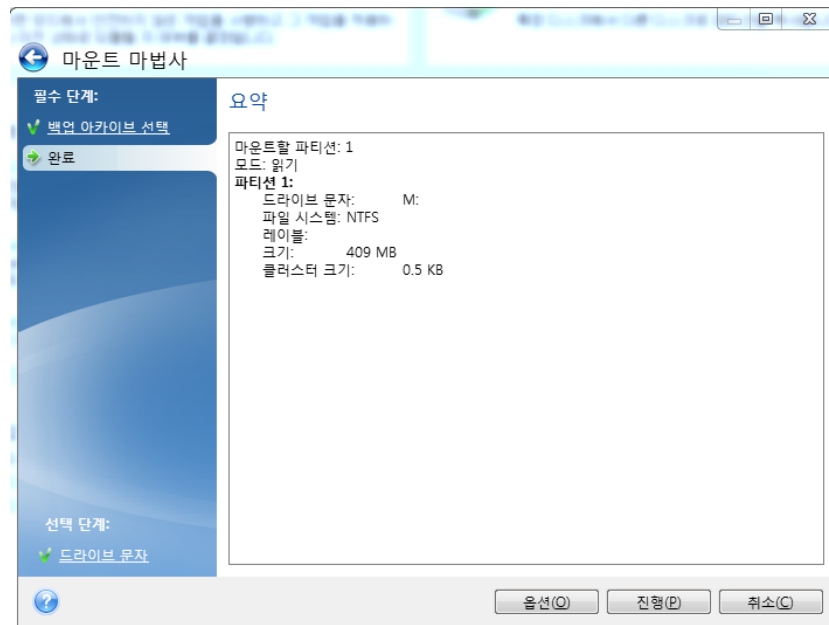 마운트 마법사
필수 단계:
백업 아카이브 선택
완료
요약
마운트할 파티션: 1
모드: 읽기
파티션 1:
드라이브 문자: M:
파일 시스템: NTFS
레이블:
크기: 409 MB
클러스터 크기: 0.5 KB
선택 단계:
드라이브 문자
옵션(O) 진행(P) 취소(C)